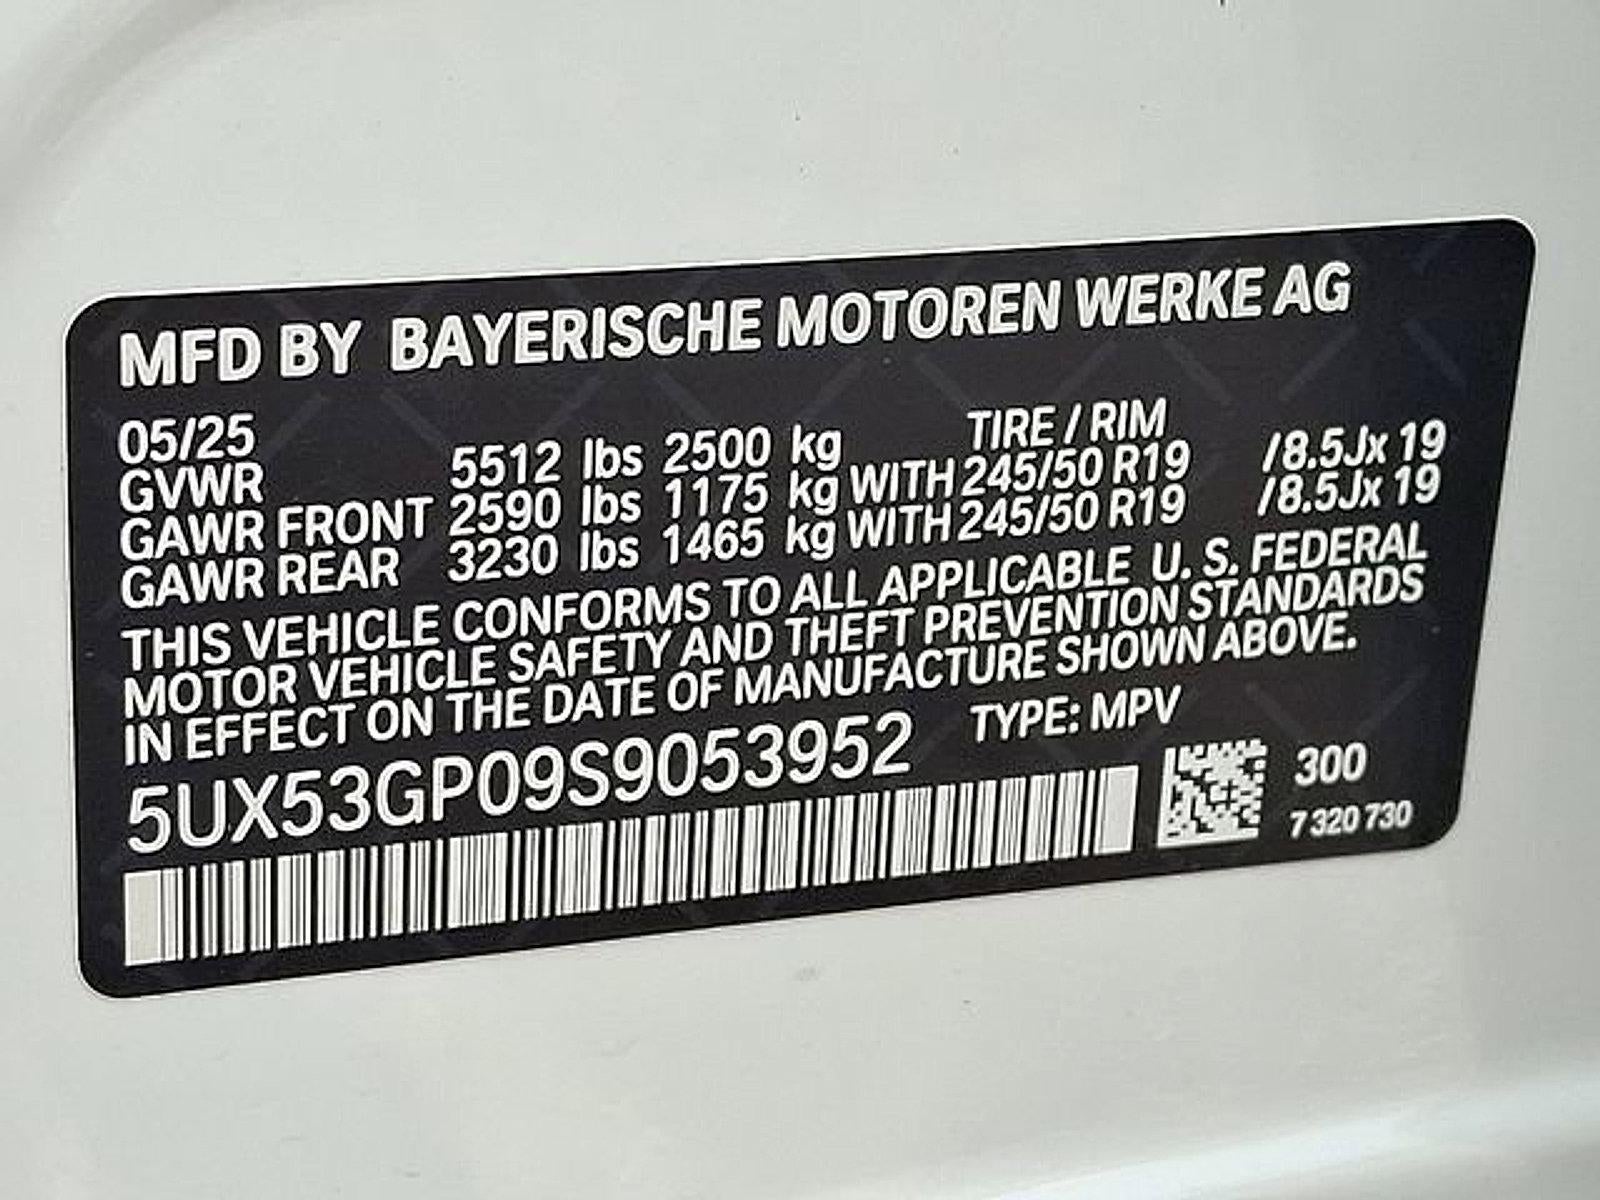 MFD BY BAYERISCHE MOTOREN WERKE AG
05/25 TIRE / RIM
GVWR 5512 lbs 2500 kg
GAWR FRONT 2590 lbs 1175 kg WITH 245/50 R19 /8.5Jx 19
GAWR REAR 3230 lbs 1465 kg WITH 245/50 R19 /8.5Jx 19
THIS VEHICLE CONFORMS TO ALL APPLICABLE U. S. FEDERAL
MOTOR VEHICLE SAFETY AND THEFT PREVENTION STANDARDS
IN EFFECT ON THE DATE OF MANUFACTURE SHOWN ABOVE.
5UX53GP09S9053952 TYPE: MPV
300
7 320 730